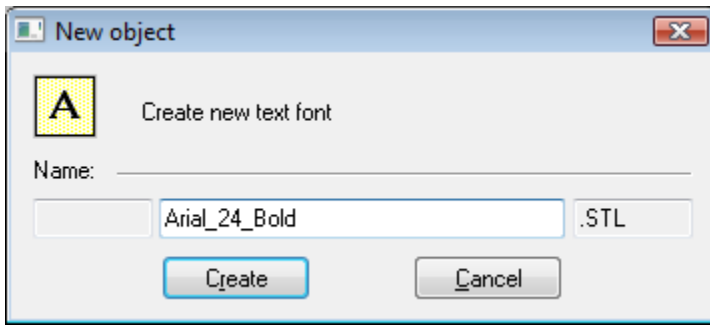 New object
A
Create new text font
Name:
Arial_24_Bold .STL
Create Cancel